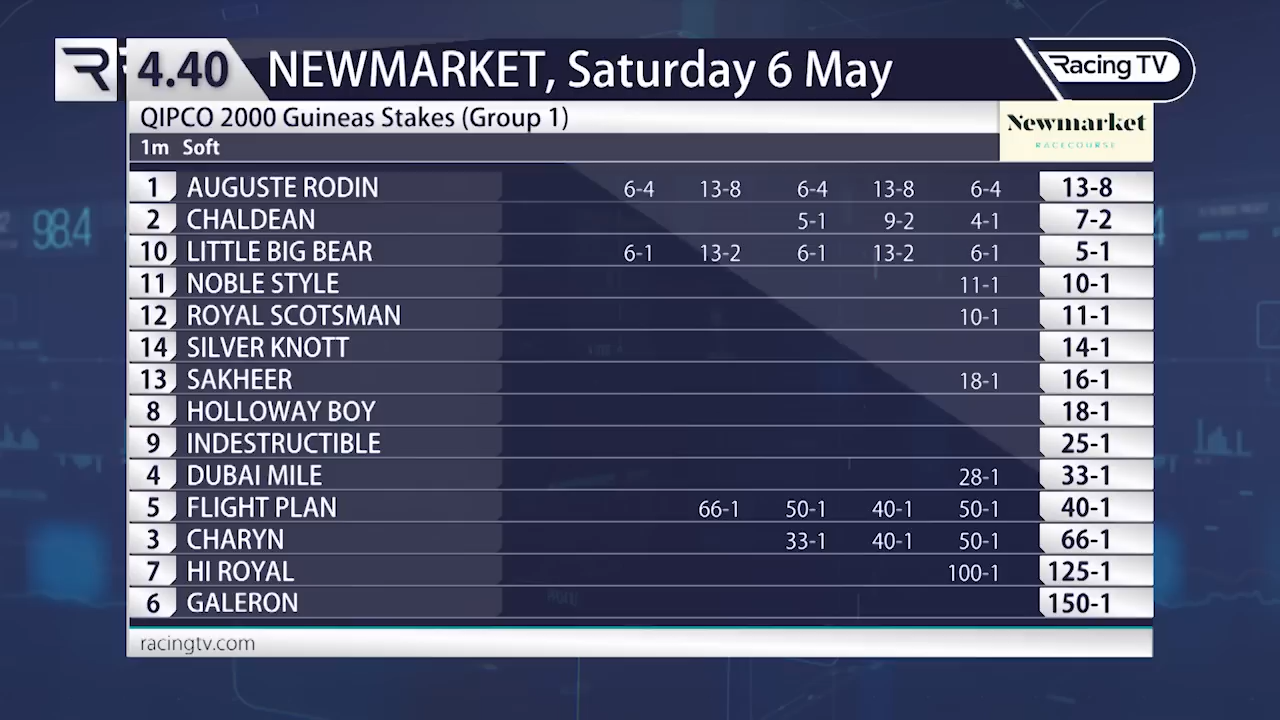 R 4.40 NEWMARKET, Saturday 6 May Racing TV
QIPCO 2000 Guineas Stakes (Group 1)
Newmarket
RACECOURSE
1m Soft
1 AUGUSTE RODIN 6-4 13-8 6-4 13-8 6-4 13-8
2 CHALDEAN 5-1 9-2 4-1 7-2
10 LITTLE BIG BEAR 6-1 13-2 6-1 13-2 6-1 5-1
11 NOBLE STYLE 11-1 10-1
12 ROYAL SCOTSMAN 10-1 11-1
14 SILVER KNOTT 14-1
13 SAKHEER 18-1 16-1
8 HOLLOWAY BOY 18-1
9 INDESTRUCTIBLE 25-1
4 DUBAI MILE 28-1 33-1
5 FLIGHT PLAN 66-1 50-1 40-1 50-1 40-1
3 CHARYN 33-1 40-1 50-1 66-1
7 HI ROYAL 100-1 125-1
6 GALERON 150-1
racingtv.com
98.4